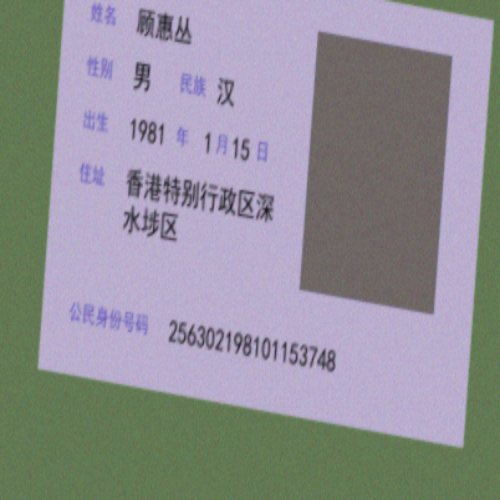 姓名 顾惠丛
性别 男 民族 汉
出生 1981 年 1 月 15 日
住址 香港特别行政区深
水埗区
公民身份号码 256302198101153748